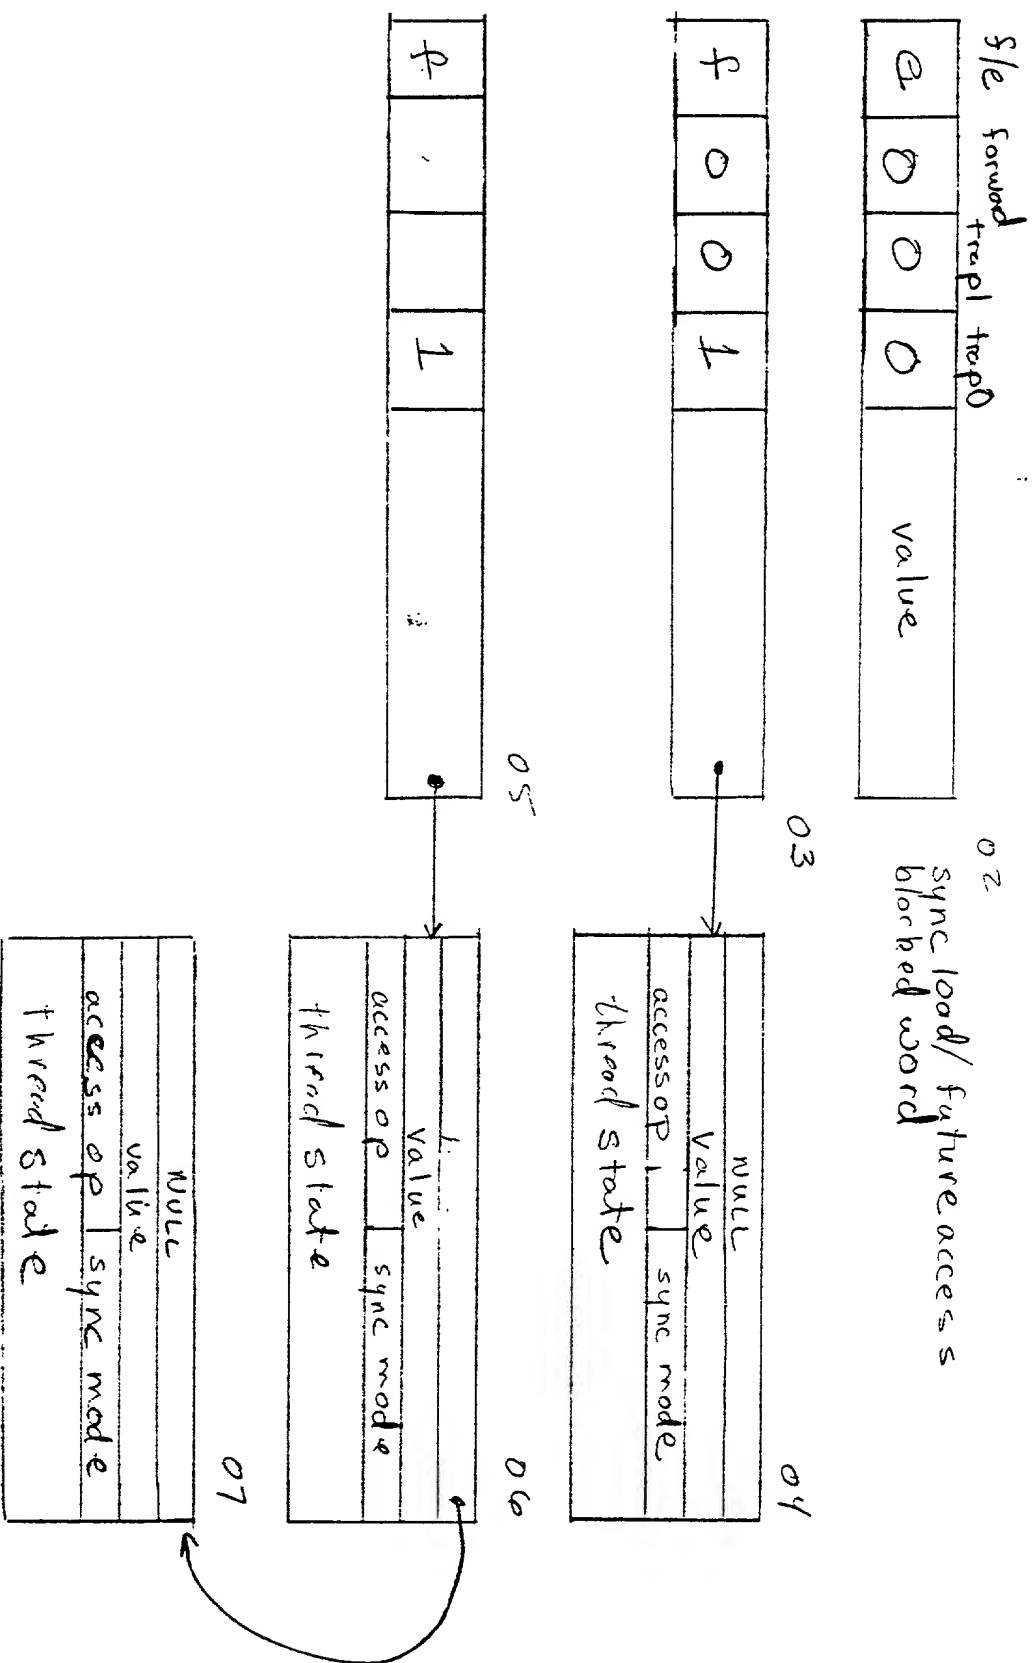 f/e forward trap1 trap0
e 0 0 0 value
02
sync load/future access
blocked word
f 0 0 1
03
04
NULL
value
access op sync mode
thread state
f 1
05
06
value
access op sync mode
thread state
07
NULL
value
access op sync mode
thread state